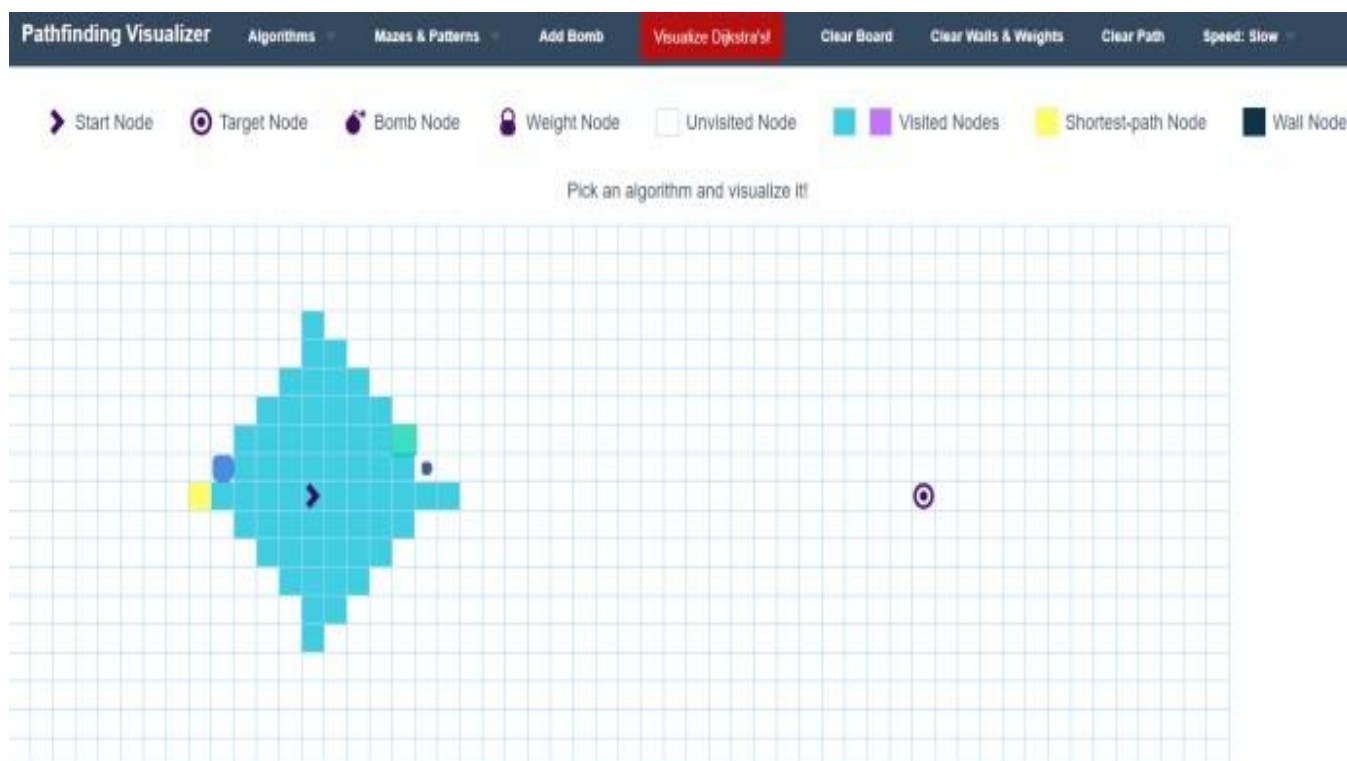 Pathfinding Visualizer Algorithms Mazes & Patterns Add Bomb Visualize Dijkstra's! Clear Board Clear Walls & Weights Clear Path Speed: Slow
Start Node Target Node Bomb Node Weight Node Unvisited Node Visited Nodes Shortest-path Node Wall Node
Pick an algorithm and visualize it!